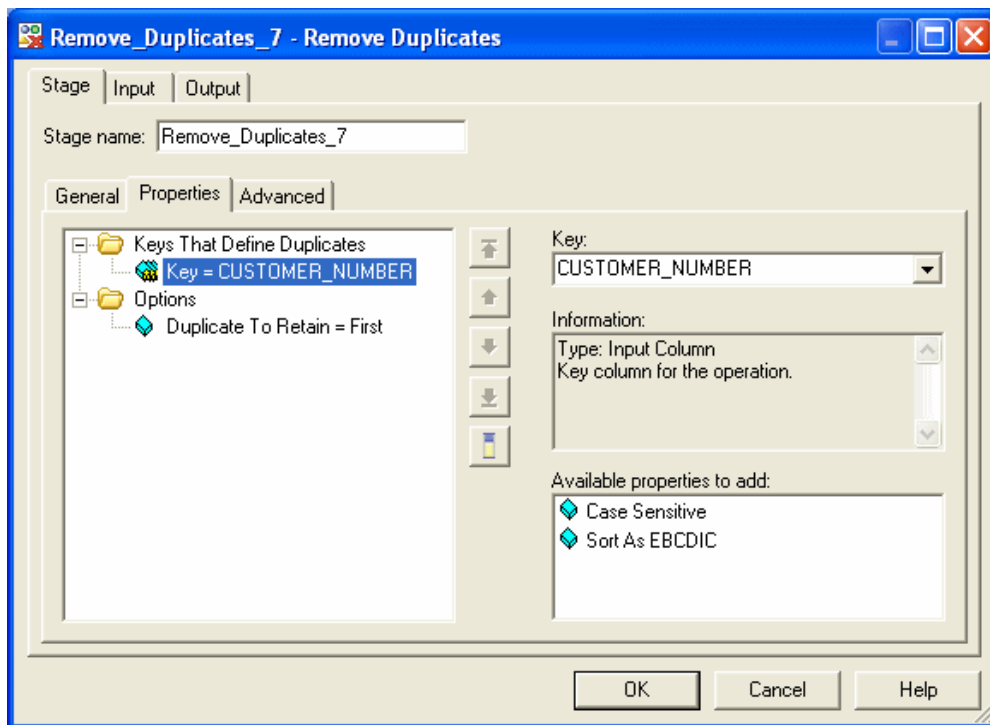 Remove_Duplicates_7 - Remove Duplicates
Stage Input Output
Stage name: Remove_Duplicates_7
General Properties Advanced
Keys That Define Duplicates
Key = CUSTOMER_NUMBER
Options
Duplicate To Retain = First
Key:
CUSTOMER_NUMBER
Information:
Type: Input Column
Key column for the operation.
Available properties to add:
Case Sensitive
Sort As EBCDIC
OK Cancel Help